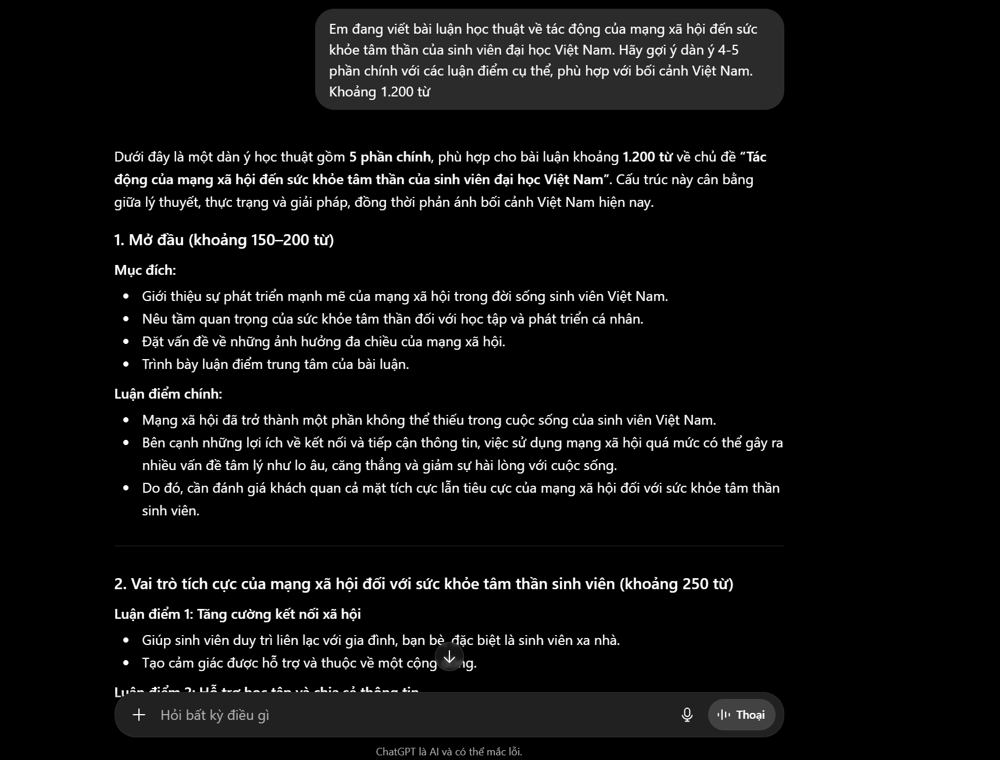 Em đang viết bài luận học thuật về tác động của mạng xã hội đến sức
khỏe tâm thần của sinh viên đại học Việt Nam. Hãy gợi ý dàn ý 4-5
phần chính với các luận điểm cụ thể, phù hợp với bối cảnh Việt Nam.
Khoảng 1.200 từ
Dưới đây là một dàn ý học thuật gồm 5 phần chính, phù hợp cho bài luận khoảng 1.200 từ về chủ đề “Tác
động của mạng xã hội đến sức khỏe tâm thần của sinh viên đại học Việt Nam”. Cấu trúc này cân bằng
giữa lý thuyết, thực trạng và giải pháp, đồng thời phản ánh bối cảnh Việt Nam hiện nay.
1. Mở đầu (khoảng 150–200 từ)
Mục đích:
• Giới thiệu sự phát triển mạnh mẽ của mạng xã hội trong đời sống sinh viên Việt Nam.
• Nêu tầm quan trọng của sức khỏe tâm thần đối với học tập và phát triển cá nhân.
• Đặt vấn đề về những ảnh hưởng đa chiều của mạng xã hội.
• Trình bày luận điểm trung tâm của bài luận.
Luận điểm chính:
• Mạng xã hội đã trở thành một phần không thể thiếu trong cuộc sống của sinh viên Việt Nam.
• Bên cạnh những lợi ích về kết nối và tiếp cận thông tin, việc sử dụng mạng xã hội quá mức có thể gây ra
nhiều vấn đề tâm lý như lo âu, căng thẳng và giảm sự hài lòng với cuộc sống.
• Do đó, cần đánh giá khách quan cả mặt tích cực lẫn tiêu cực của mạng xã hội đối với sức khỏe tâm thần
sinh viên.
2. Vai trò tích cực của mạng xã hội đối với sức khỏe tâm thần sinh viên (khoảng 250 từ)
Luận điểm 1: Tăng cường kết nối xã hội
• Giúp sinh viên duy trì liên lạc với gia đình, bạn bè, đặc biệt là sinh viên xa nhà.
• Tạo cảm giác được hỗ trợ và thuộc về một cộng
Luận điểm 2: Hỗ trợ học tập và chia sẻ thông tin
Hỏi bất kỳ điều gì
Thoại
ChatGPT là AI và có thể mắc lỗi.